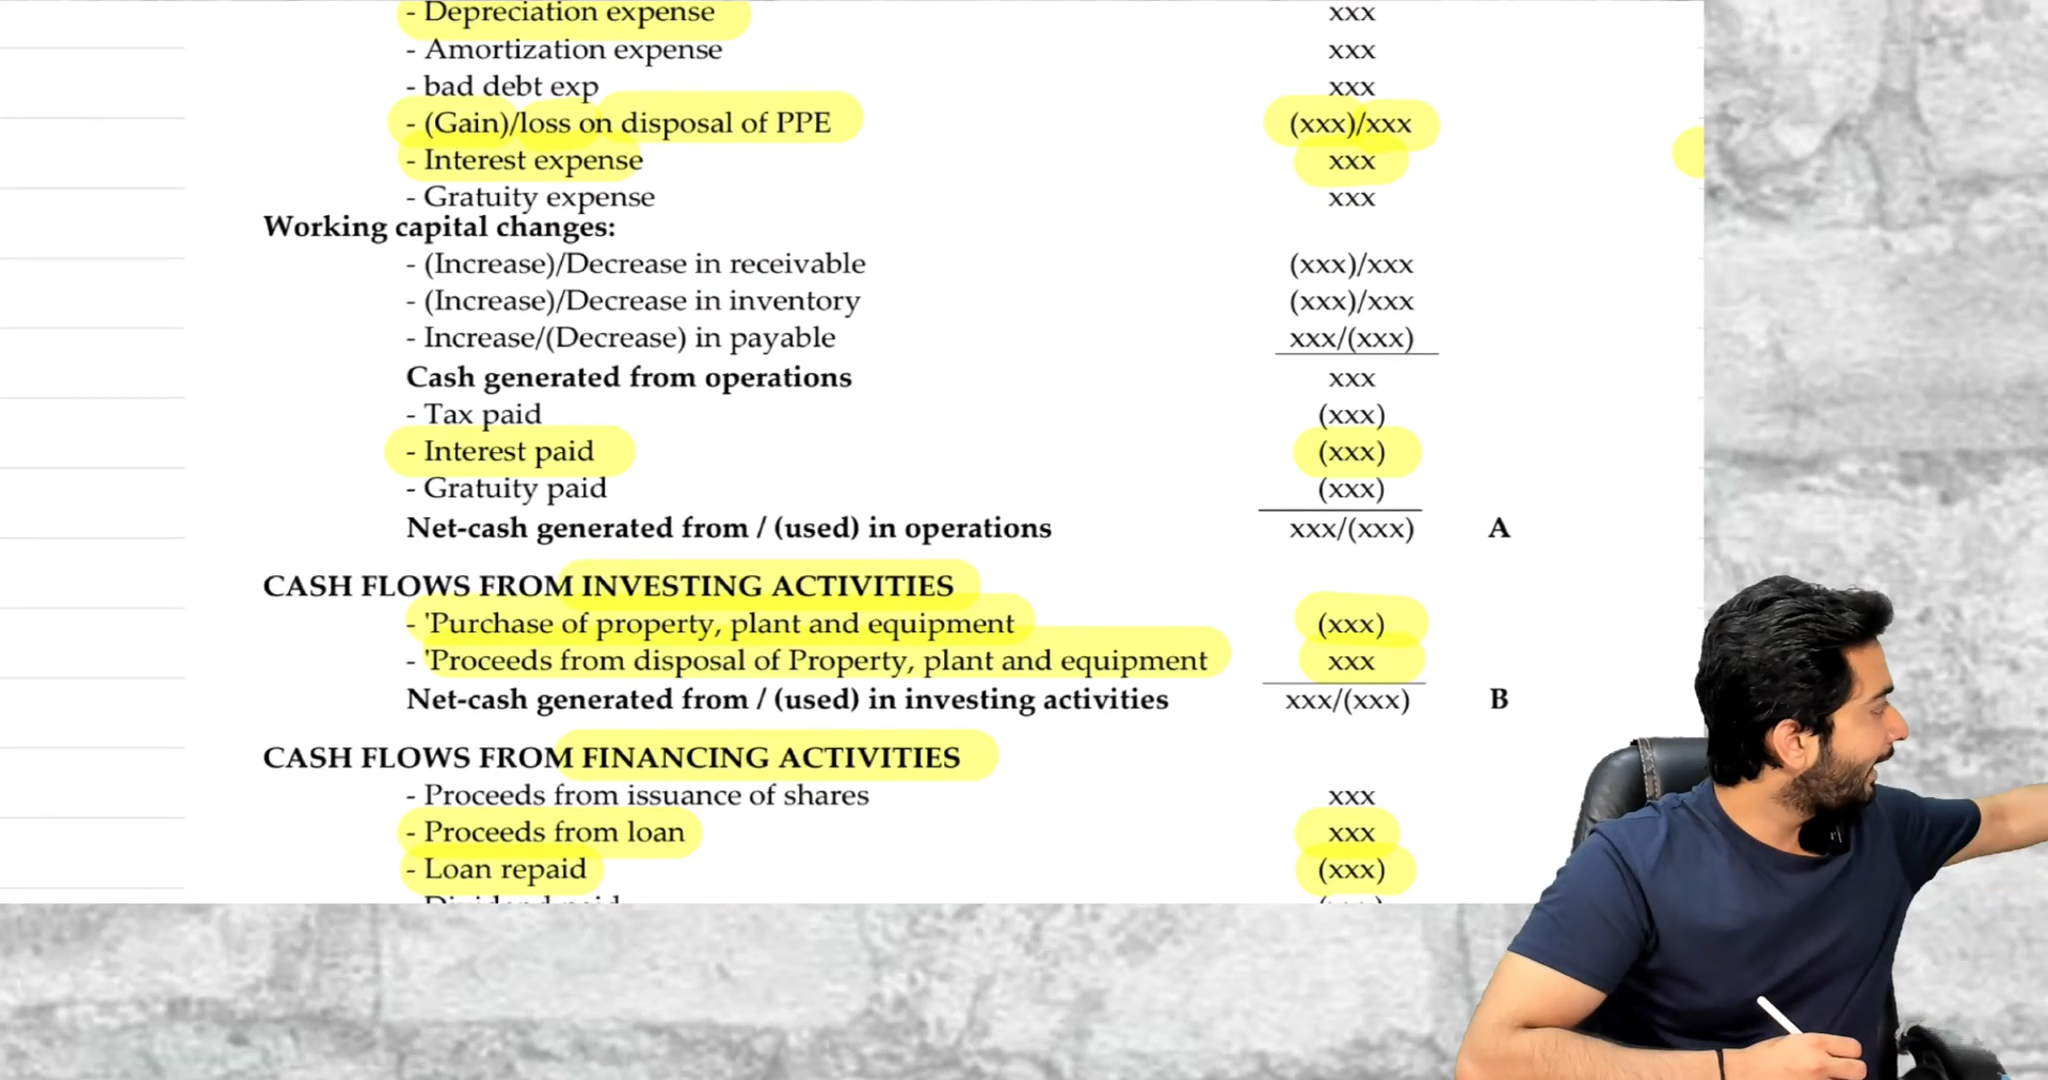 - Depreciation expense xxx
- Amortization expense xxx
- bad debt exp xxx
- (Gain)/loss on disposal of PPE (xxx)/xxx
- Interest expense xxx
- Gratuity expense xxx
Working capital changes:
- (Increase)/Decrease in receivable (xxx)/xxx
- (Increase)/Decrease in inventory (xxx)/xxx
- Increase/(Decrease) in payable xxx/(xxx)
Cash generated from operations xxx
- Tax paid (xxx)
- Interest paid (xxx)
- Gratuity paid (xxx)
Net-cash generated from / (used) in operations xxx/(xxx) A
CASH FLOWS FROM INVESTING ACTIVITIES
- 'Purchase of property, plant and equipment (xxx)
- 'Proceeds from disposal of Property, plant and equipment xxx
Net-cash generated from / (used) in investing activities xxx/(xxx) B
CASH FLOWS FROM FINANCING ACTIVITIES
- Proceeds from issuance of shares xxx
- Proceeds from loan xxx
- Loan repaid (xxx)